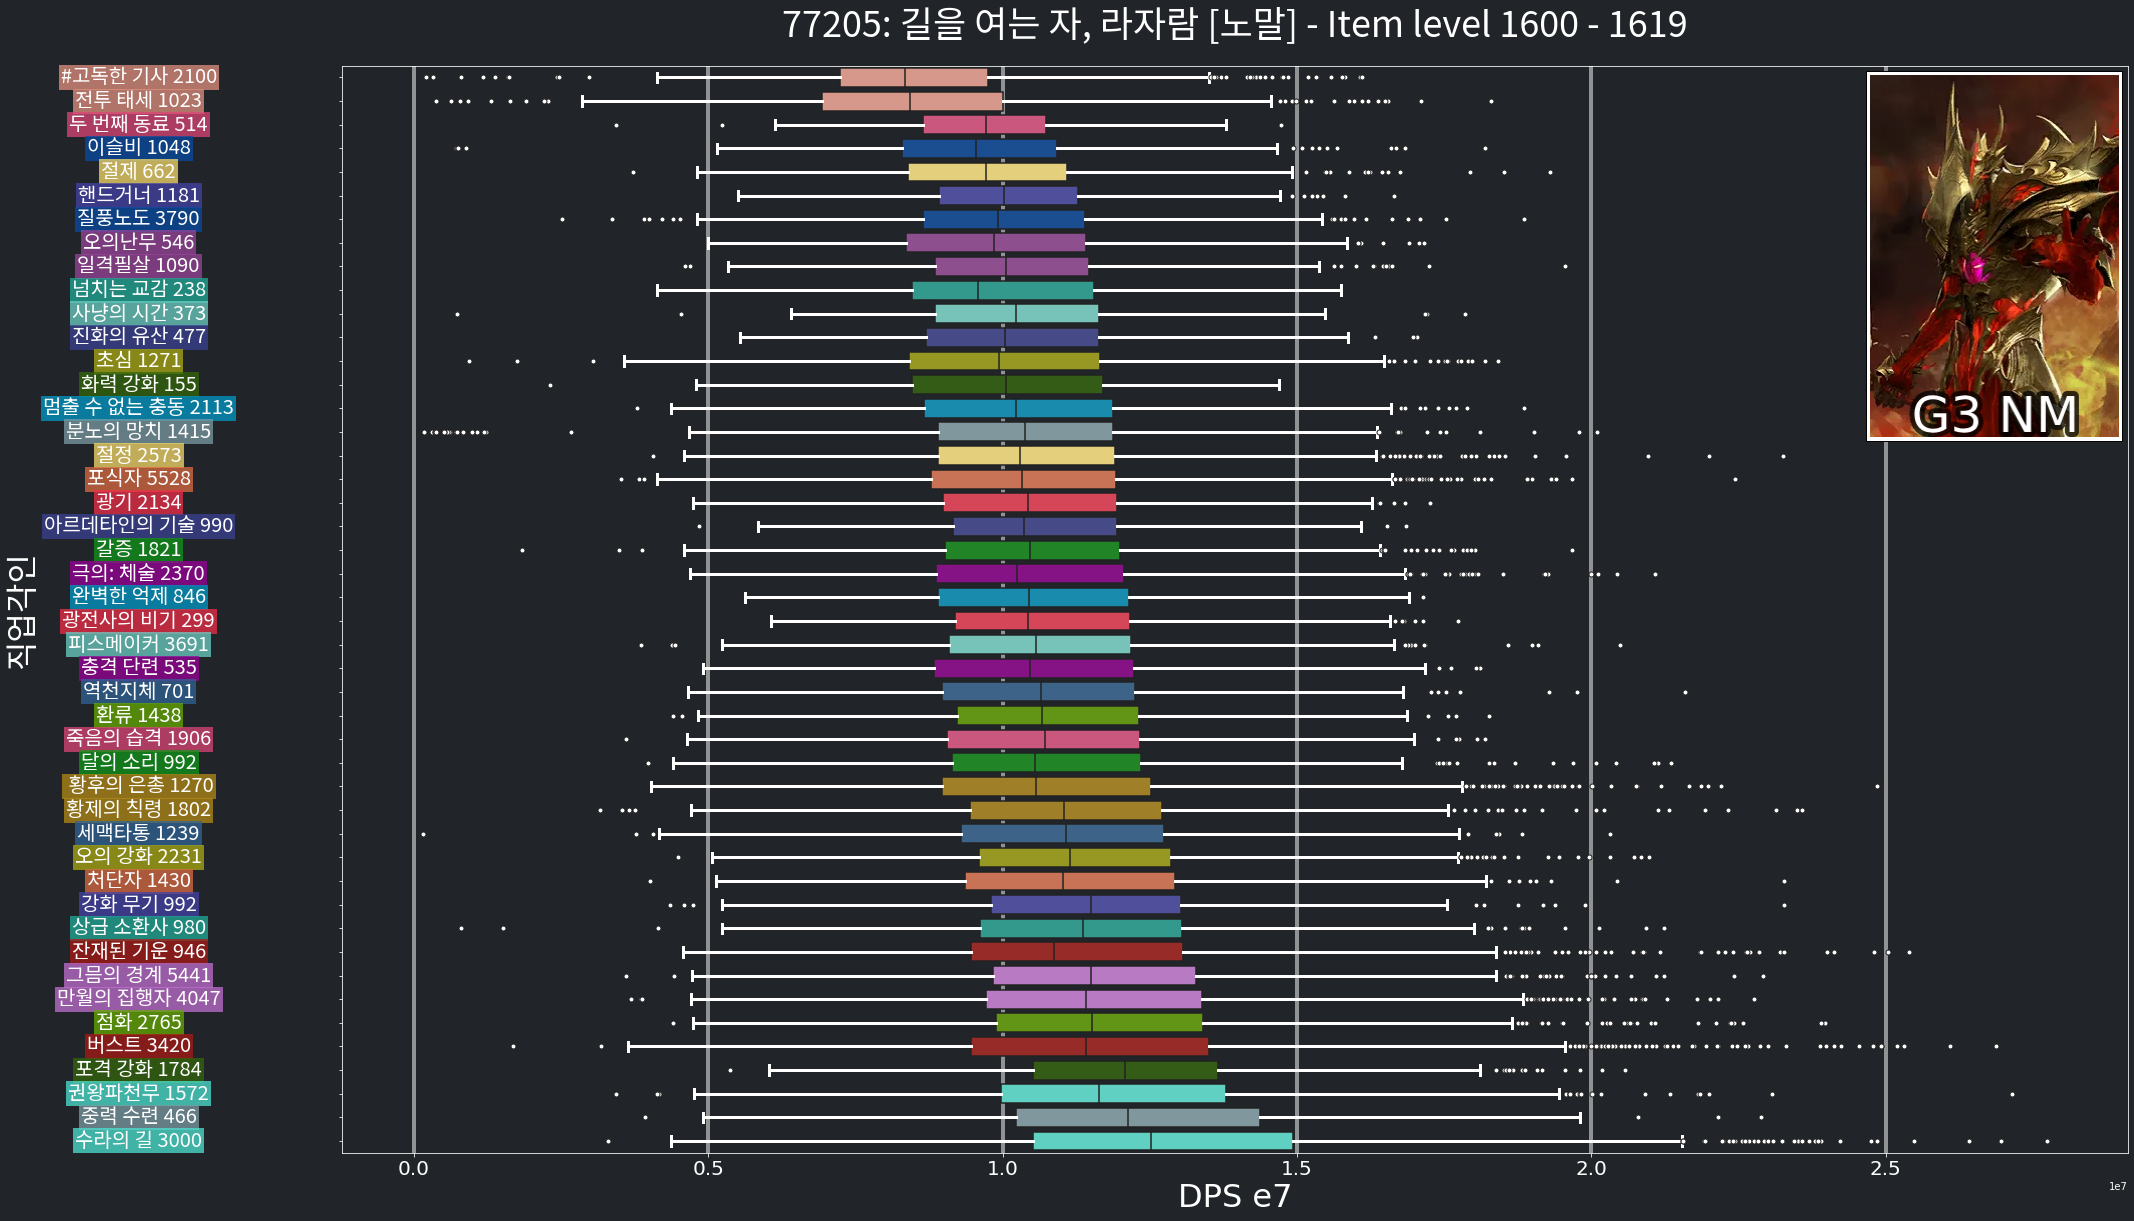 77205: 길을 여는 자, 라자람 [노말] - Item level 1600 - 1619
#고독한 기사 2100
전투 태세 1023
두 번째 동료 514
이슬비 1048
절제 662
핸드거너 1181
질풍노도 3790
오의난무 546
일격필살 1090
넘치는 교감 238
사냥의 시간 373
진화의 유산 477
초심 1271
화력 강화 155
멈출 수 없는 충동 2113
분노의 망치 1415
절정 2573
포식자 5528
광기 2134
아르데타인의 기술 990
갈증 1821
극의: 체술 2370
완벽한 억제 846
광전사의 비기 299
피스메이커 3691
충격 단련 535
역천지체 701
환류 1438
죽음의 습격 1906
달의 소리 992
황후의 은총 1270
황제의 칙령 1802
세맥타통 1239
오의 강화 2231
처단자 1430
강화 무기 992
상급 소환사 980
잔재된 기운 946
그믐의 경계 5441
만월의 집행자 4047
점화 2765
버스트 3420
포격 강화 1784
권왕파천무 1572
중력 수련 466
수라의 길 3000
직업각인
G3 NM
0.0 0.5 1.0 1.5 2.0 2.5
DPS e7
1e7